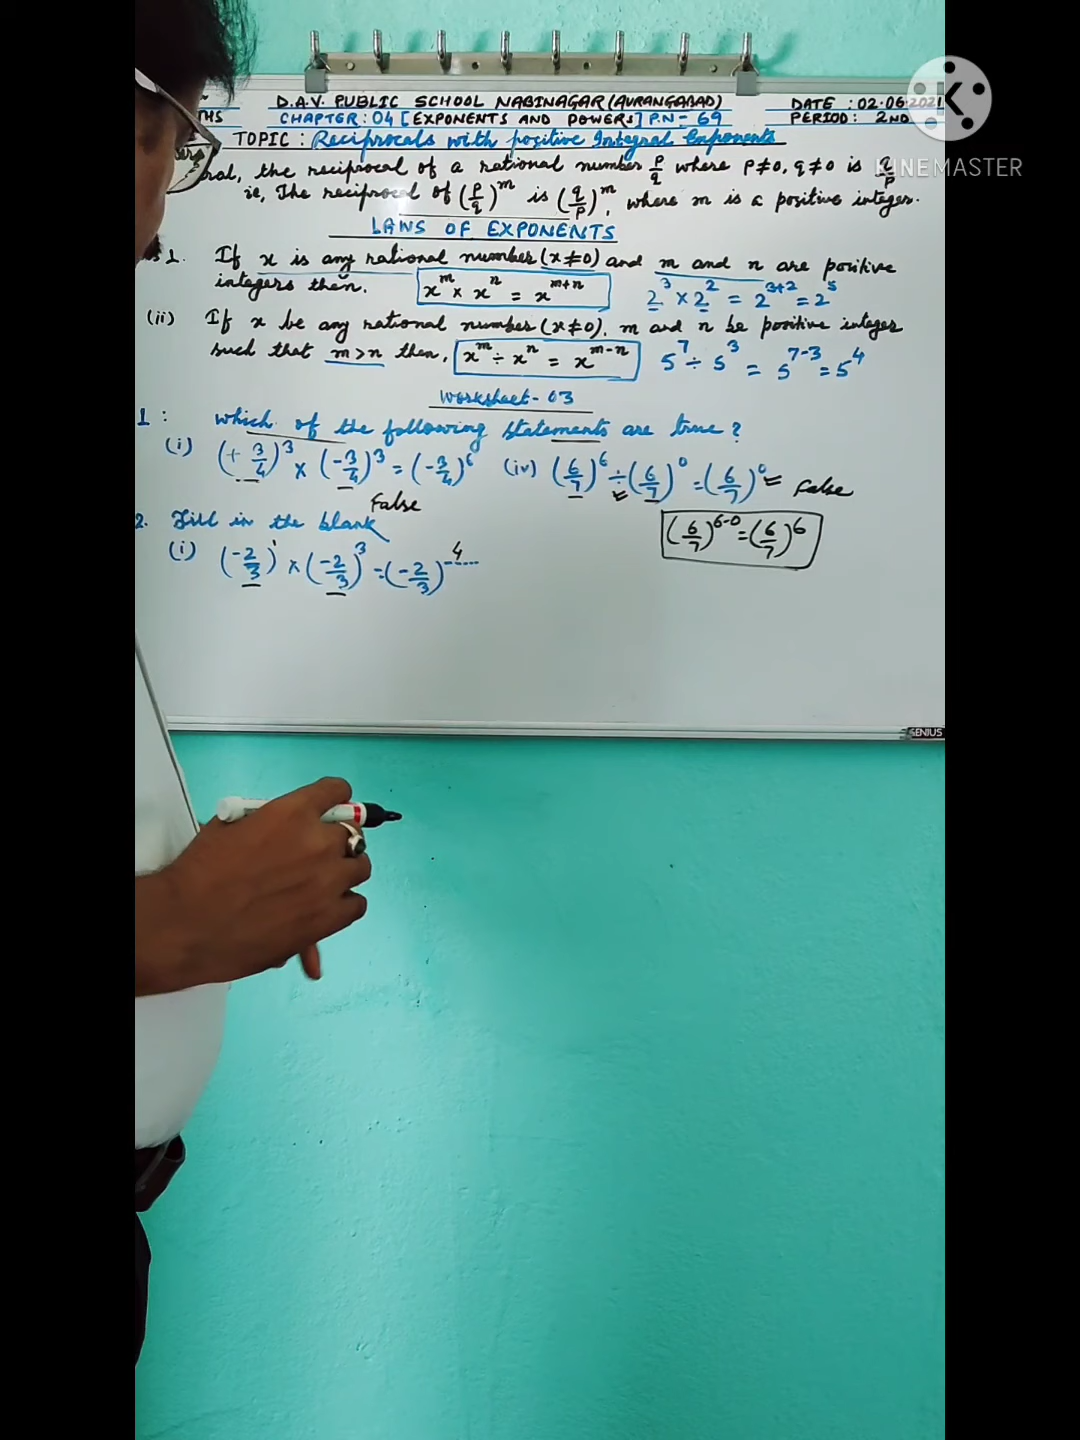 D.A.V. PUBLIC SCHOOL NABINAGAR (AURANGABAD) DATE : 02.06.2021
THS CHAPTER : 04 [EXPONENTS AND POWERS] P.N - 69 PERIOD : 2ND
KINEMASTER
TOPIC : Reciprocals with positive Integral Exponents
ral, the reciprocal of a rational number p/q where p≠0, q≠0 is q/p
ie, The reciprocal of (p/q)^m is (q/p)^m, where m is a positive integer.
LAWS OF EXPONENTS
1. If x is any rational number (x≠0) and m and n are positive
integers then. x^m × x^n = x^(m+n) 2^3 × 2^2 = 2^(3+2) = 2^5
(ii) If x be any rational number (x≠0). m and n be positive integer
such that m>n then, x^m ÷ x^n = x^(m-n) 5^7 ÷ 5^3 = 5^(7-3) = 5^4
Worksheet - 03
1 : which of the following statements are true?
(i) (+3/4)^3 × (-3/4)^3 = (-3/4)^6 (iv) (6/7)^6 ÷ (6/7)^0 = (6/7)^0 = False
False
(6/7)^(6-0) = (6/7)^6
2. Fill in the blank
(i) (-2/3)^1 × (-2/3)^3 = (-2/3)^4
GENIUS